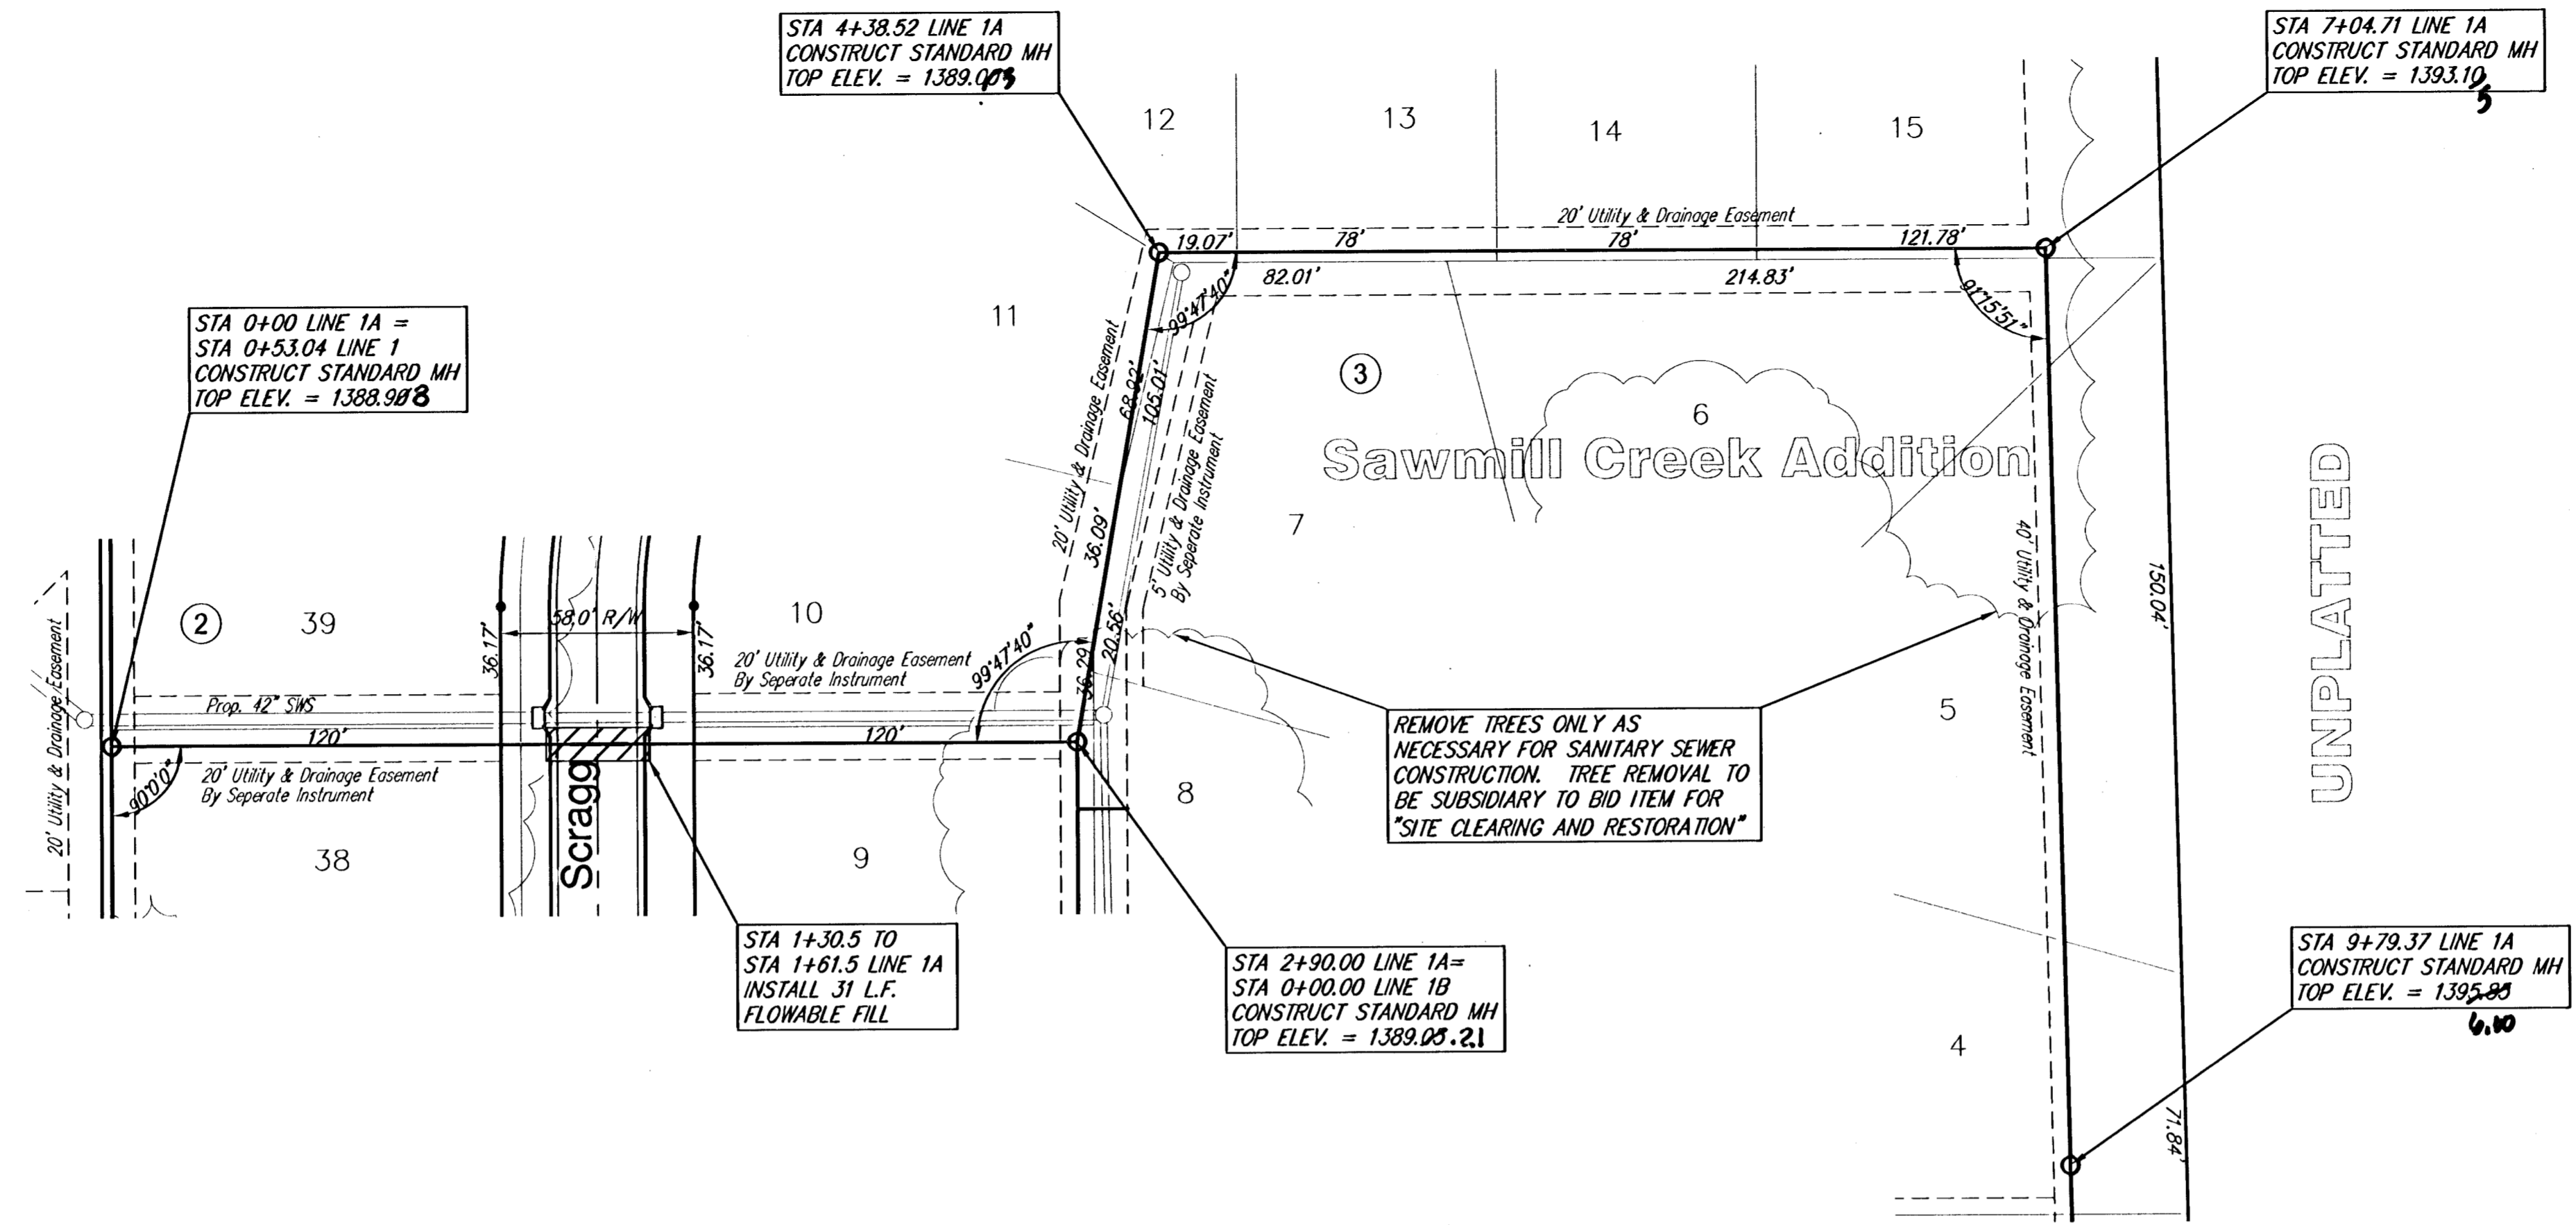 STA 4+38.52 LINE 1A
CONSTRUCT STANDARD MH
TOP ELEV. = 1389.003
STA 7+04.71 LINE 1A
CONSTRUCT STANDARD MH
TOP ELEV. = 1393.10
5
12
13
14
15
20' Utility & Drainage Easement
19.07'
78'
78'
121.78'
82.01'
214.83'
99°47'40"
91°15'51"
STA 0+00 LINE 1A =
STA 0+53.04 LINE 1
CONSTRUCT STANDARD MH
TOP ELEV. = 1388.908
11
20' Utility & Drainage Easement
68.92'
105.01'
36.09'
5' Utility & Drainage Easement
By Seperate Instrument
3
6
Sawmill Creek Addition
7
UNPLATTED
40' Utility & Drainage Easement
150.04'
20' Utility & Drainage Easement
2
39
36.17'
58.0' R/W
36.17'
10
20' Utility & Drainage Easement
By Seperate Instrument
99°47'40"
36.29'
20.56'
Prop. 42" SWS
120'
120'
90°0'0"
20' Utility & Drainage Easement
By Seperate Instrument
38
Scragg
9
8
5
REMOVE TREES ONLY AS
NECESSARY FOR SANITARY SEWER
CONSTRUCTION. TREE REMOVAL TO
BE SUBSIDIARY TO BID ITEM FOR
"SITE CLEARING AND RESTORATION"
STA 1+30.5 TO
STA 1+61.5 LINE 1A
INSTALL 31 L.F.
FLOWABLE FILL
STA 2+90.00 LINE 1A=
STA 0+00.00 LINE 1B
CONSTRUCT STANDARD MH
TOP ELEV. = 1389.05.21
4
STA 9+79.37 LINE 1A
CONSTRUCT STANDARD MH
TOP ELEV. = 1395.85
6.10
71.84'